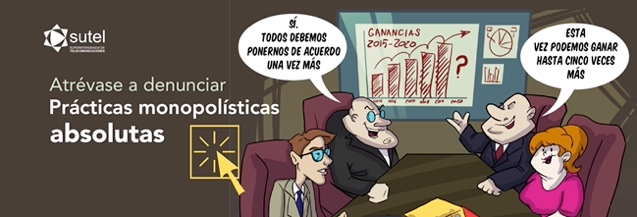 sutel
SUPERINTENDENCIA DE
TELECOMUNICACIONES
Atrévase a denunciar
Prácticas monopolísticas
absolutas
SÍ,
TODOS DEBEMOS
PONERNOS DE ACUERDO
UNA VEZ MÁS
GANANCIAS
2015-2020
?
ESTA
VEZ PODEMOS GANAR
HASTA CINCO VECES
MÁS